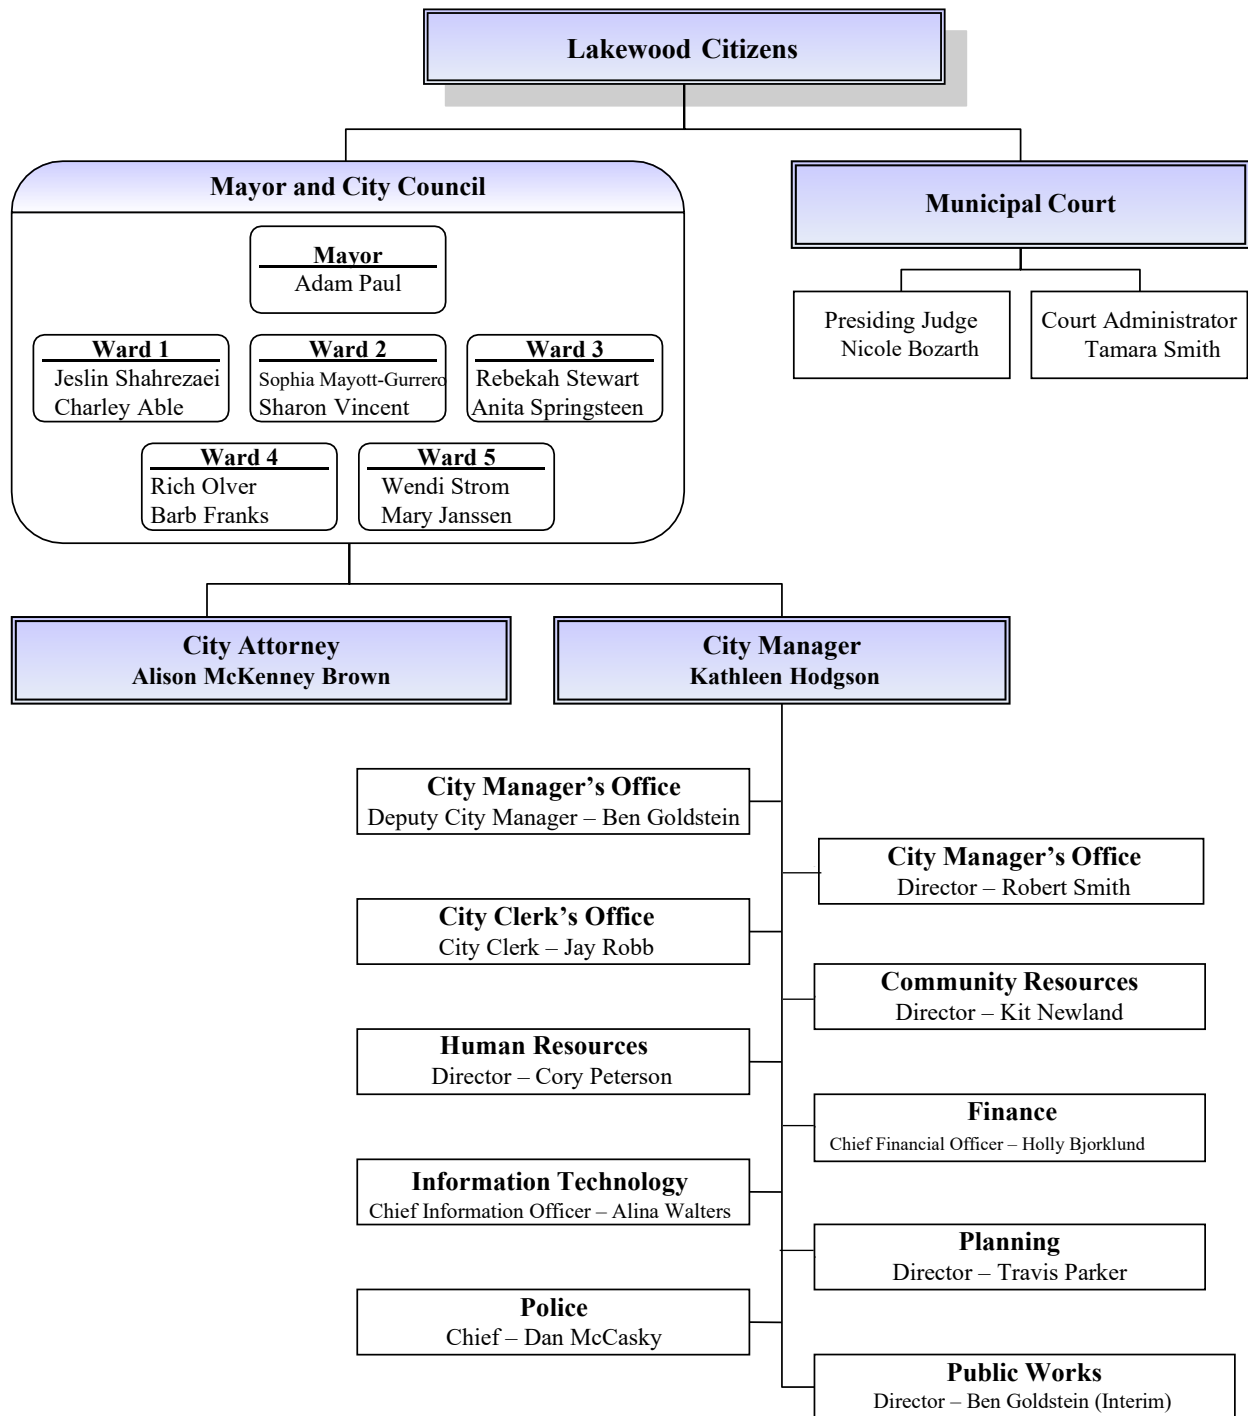 Lakewood Citizens
Mayor and City Council
Mayor
Adam Paul
Ward 1
Jeslin Shahrezaei
Charley Able
Ward 2
Sophia Mayott-Gurrero
Sharon Vincent
Ward 3
Rebekah Stewart
Anita Springsteen
Ward 4
Rich Olver
Barb Franks
Ward 5
Wendi Strom
Mary Janssen
Municipal Court
Presiding Judge
Nicole Bozarth
Court Administrator
Tamara Smith
City Attorney
Alison McKenney Brown
City Manager
Kathleen Hodgson
City Manager’s Office
Deputy City Manager – Ben Goldstein
City Manager’s Office
Director – Robert Smith
City Clerk’s Office
City Clerk – Jay Robb
Community Resources
Director – Kit Newland
Human Resources
Director – Cory Peterson
Finance
Chief Financial Officer – Holly Bjorklund
Information Technology
Chief Information Officer – Alina Walters
Planning
Director – Travis Parker
Police
Chief – Dan McCasky
Public Works
Director – Ben Goldstein (Interim)